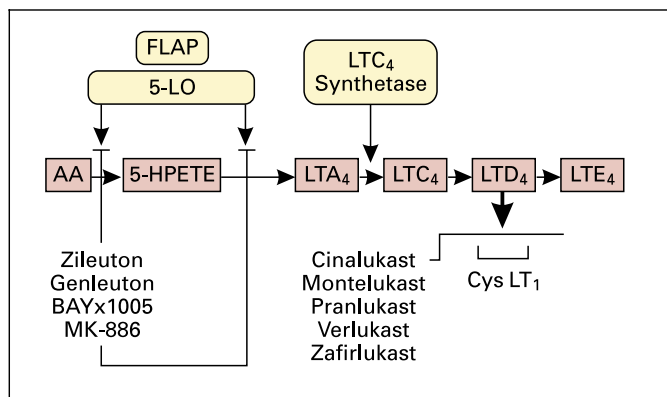 FLAP
5-LO
LTC₄
Synthetase
AA
5-HPETE
LTA₄
LTC₄
LTD₄
LTE₄
Zileuton
Genleuton
BAYx1005
MK-886
Cinalukast
Montelukast
Pranlukast
Verlukast
Zafirlukast
Cys LT₁